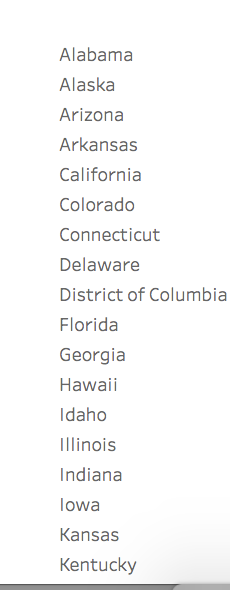 Alabama
Alaska
Arizona
Arkansas
California
Colorado
Connecticut
Delaware
District of Columbia
Florida
Georgia
Hawaii
Idaho
Illinois
Indiana
Iowa
Kansas
Kentucky